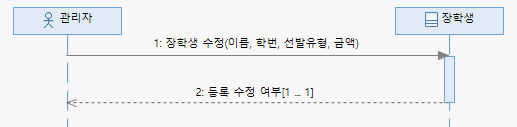 관리자
장학생
1: 장학생 수정(이름, 학번, 선발유형, 금액)
2: 등록 수정 여부[1 ... 1]